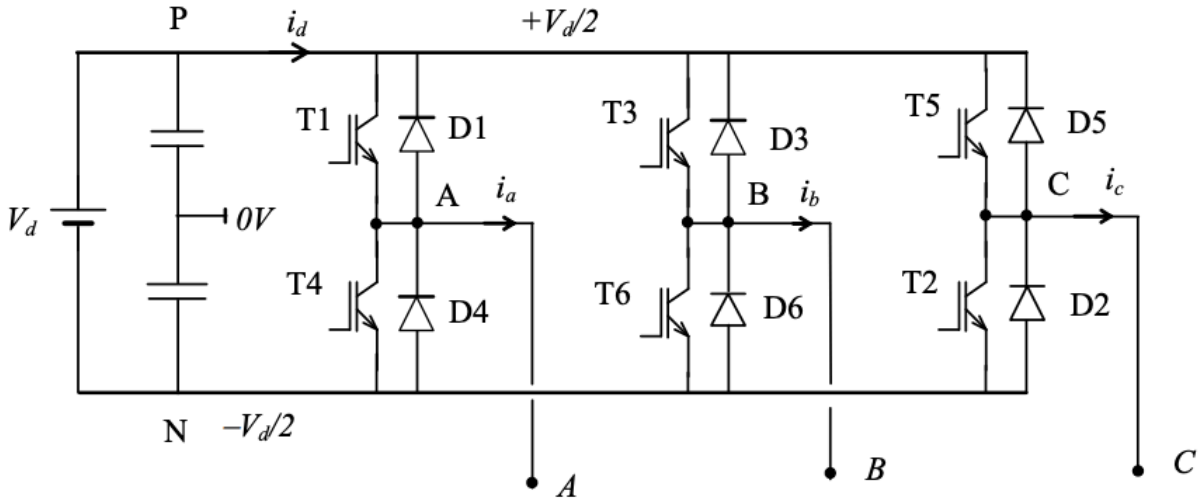 P i_d +V_d/2
T1 D1 T3 D3 T5 D5
V_d 0V A i_a B i_b C i_c
T4 D4 T6 D6 T2 D2
N –V_d/2
A B C